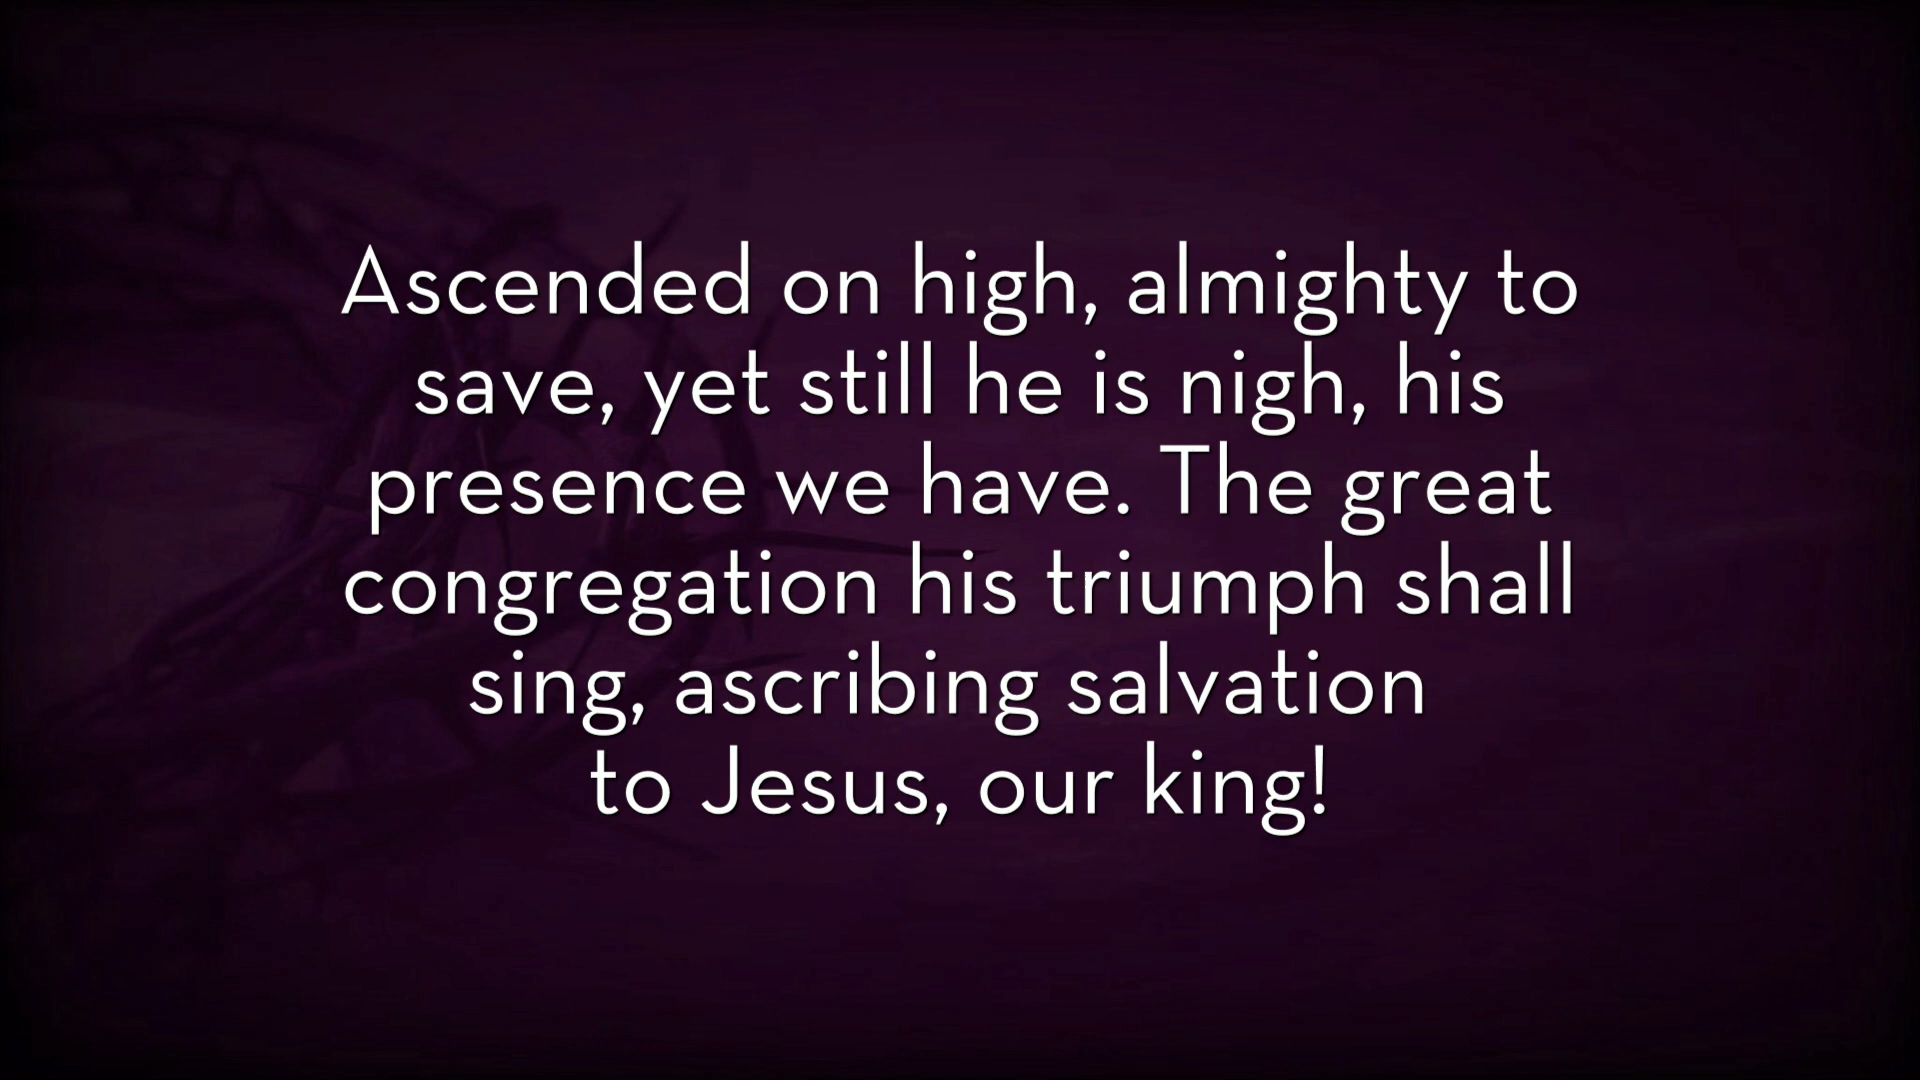 Ascended on high, almighty to
save, yet still he is nigh, his
presence we have. The great
congregation his triumph shall
sing, ascribing salvation
to Jesus, our king!